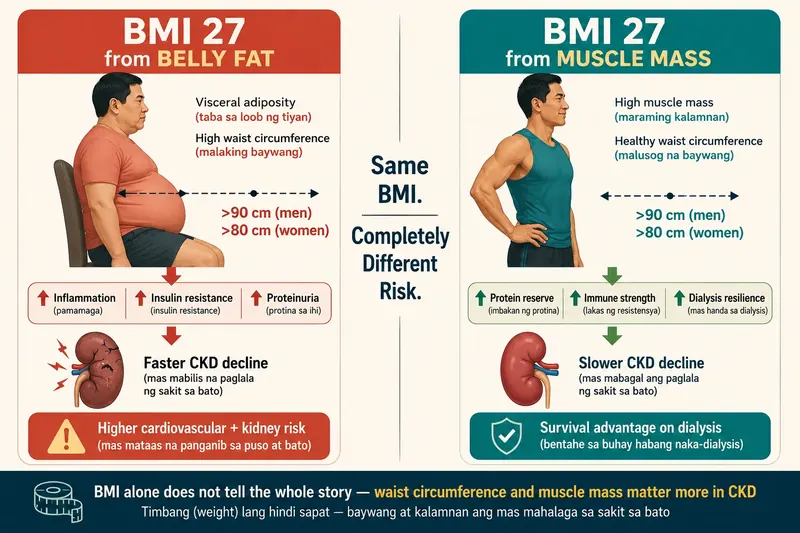 BMI 27
from BELLY FAT
Visceral adiposity
(taba sa loob ng tiyan)
High waist circumference
(malaking baywang)
>90 cm (men)
>80 cm (women)
Inflammation
(pamamaga)
Insulin resistance
(insulin resistance)
Proteinuria
(protina sa ihi)
Faster CKD decline
(mas mabilis na paglala
ng sakit sa bato)
Higher cardiovascular + kidney risk
(mas mataas na panganib sa puso at bato)
Same
BMI.
Completely
Different
Risk.
BMI 27
from MUSCLE MASS
High muscle mass
(maraming kalamnan)
Healthy waist circumference
(malusog na baywang)
>90 cm (men)
>80 cm (women)
Protein reserve
(imbakan ng protina)
Immune strength
(lakas ng resistensya)
Dialysis resilience
(mas handa sa dialysis)
Slower CKD decline
(mas mabagal ang paglala
ng sakit sa bato)
Survival advantage on dialysis
(bentahe sa buhay habang naka-dialysis)
BMI alone does not tell the whole story — waist circumference and muscle mass matter more in CKD
Timbang (weight) lang hindi sapat — baywang at kalamnan ang mas mahalaga sa sakit sa bato